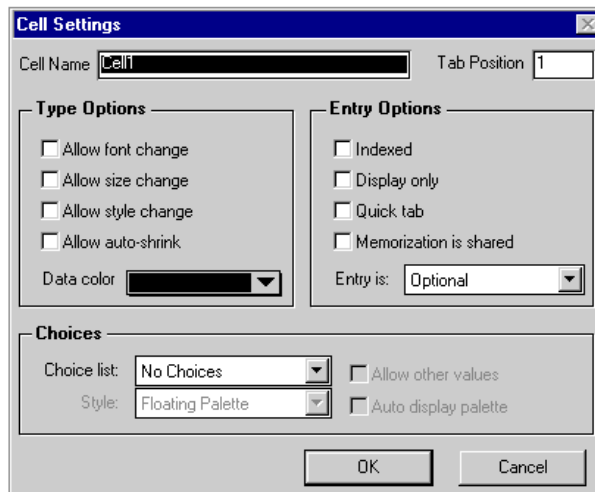 Cell Settings
Cell Name Cell1 Tab Position 1
Type Options
Allow font change
Allow size change
Allow style change
Allow auto-shrink
Data color
Entry Options
Indexed
Display only
Quick tab
Memorization is shared
Entry is: Optional
Choices
Choice list: No Choices Allow other values
Style: Floating Palette Auto display palette
OK Cancel